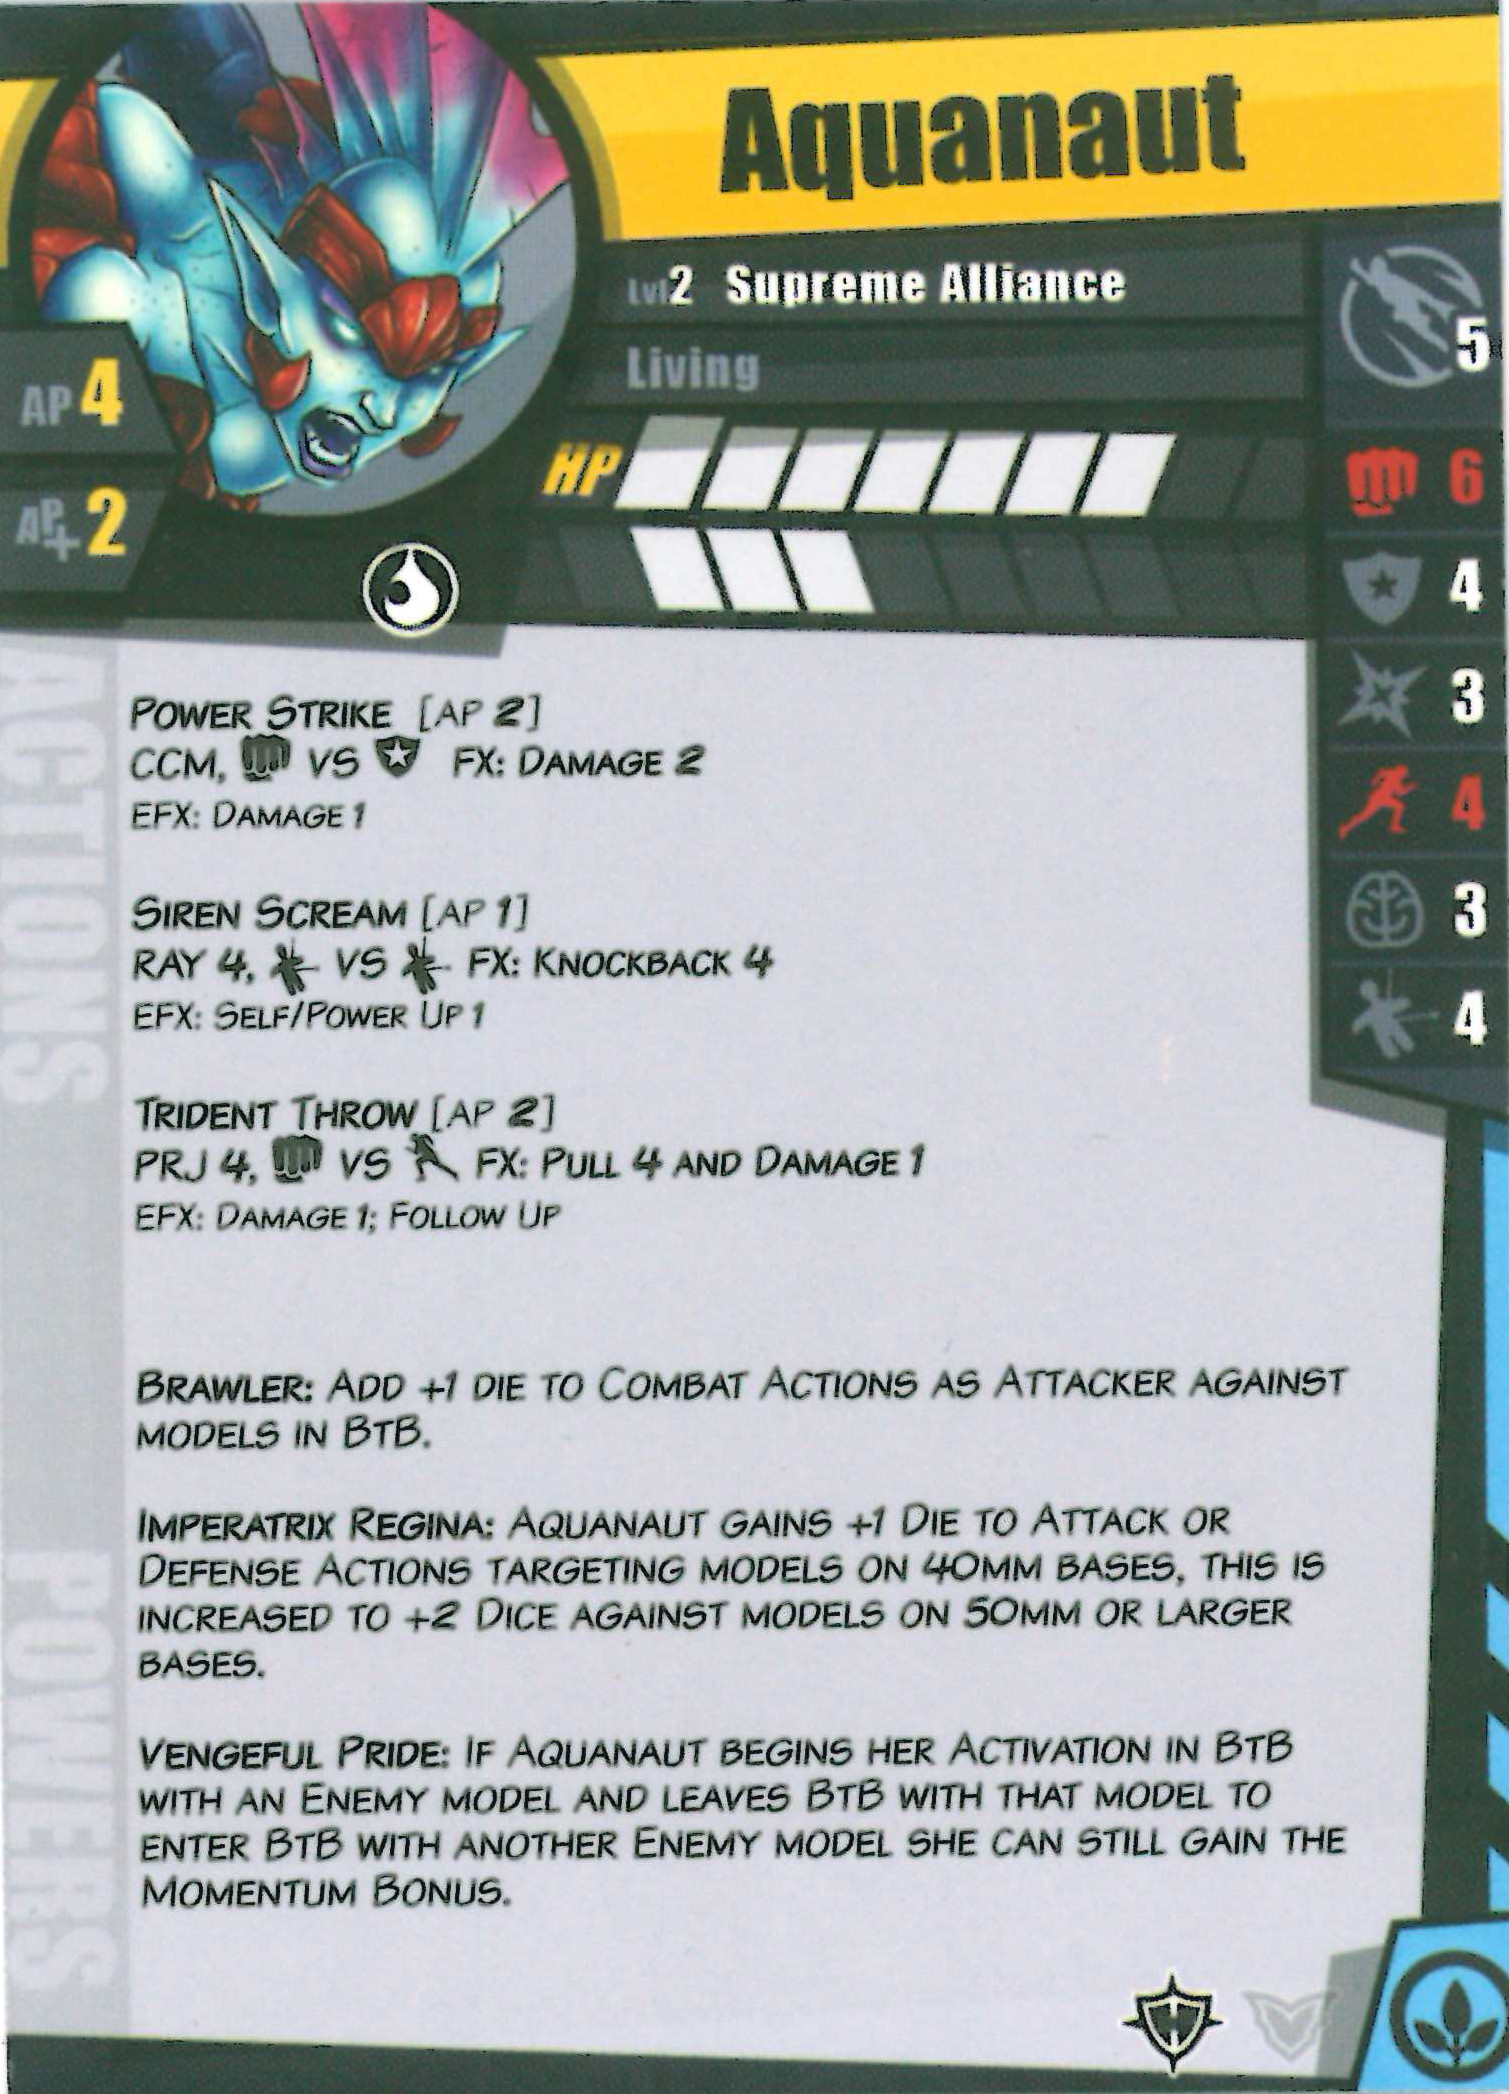 Aquanaut
Lvl 2 Supreme Alliance
Living
5
AP 4
HP
6
AP+ 2
4
3
4
3
4
ACTIONS
POWER STRIKE [AP 2]
CCM, VS FX: DAMAGE 2
EFX: DAMAGE 1
SIREN SCREAM [AP 1]
RAY 4, VS FX: KNOCKBACK 4
EFX: SELF/POWER UP 1
TRIDENT THROW [AP 2]
PRJ 4, VS FX: PULL 4 AND DAMAGE 1
EFX: DAMAGE 1; FOLLOW UP
POWERS
BRAWLER: ADD +1 DIE TO COMBAT ACTIONS AS ATTACKER AGAINST
MODELS IN BTB.
IMPERATRIX REGINA: AQUANAUT GAINS +1 DIE TO ATTACK OR
DEFENSE ACTIONS TARGETING MODELS ON 40MM BASES, THIS IS
INCREASED TO +2 DICE AGAINST MODELS ON 50MM OR LARGER
BASES.
VENGEFUL PRIDE: IF AQUANAUT BEGINS HER ACTIVATION IN BTB
WITH AN ENEMY MODEL AND LEAVES BTB WITH THAT MODEL TO
ENTER BTB WITH ANOTHER ENEMY MODEL SHE CAN STILL GAIN THE
MOMENTUM BONUS.